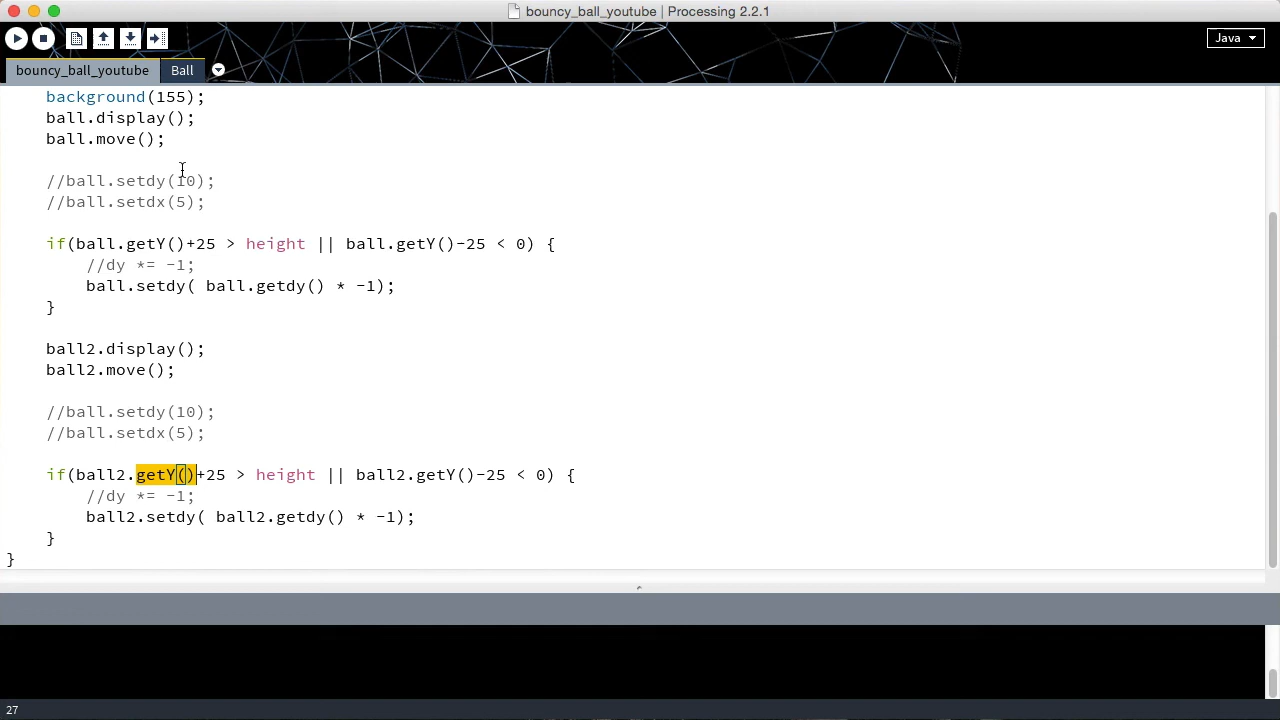 bouncy_ball_youtube | Processing 2.2.1
Java
bouncy_ball_youtube Ball
background(155);
ball.display();
ball.move();
//ball.setdy(10);
//ball.setdx(5);
if(ball.getY()+25 > height || ball.getY()-25 < 0) {
//dy *= -1;
ball.setdy( ball.getdy() * -1);
}
ball2.display();
ball2.move();
//ball.setdy(10);
//ball.setdx(5);
if(ball2.getY()+25 > height || ball2.getY()-25 < 0) {
//dy *= -1;
ball2.setdy( ball2.getdy() * -1);
}
}
27